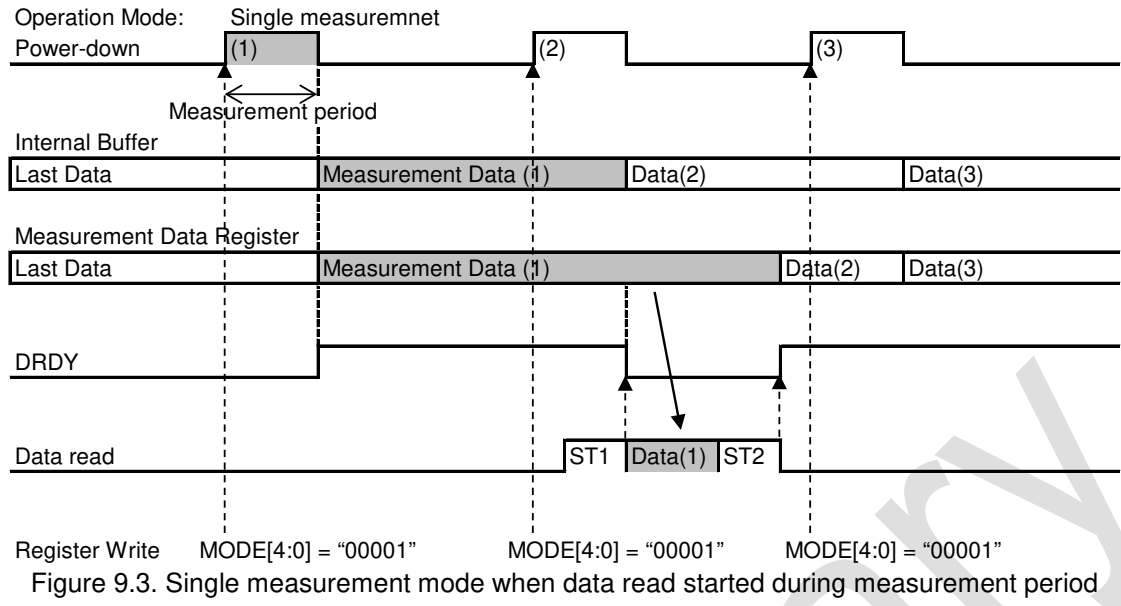 Operation Mode: Single measuremnet
Power-down (1) (2) (3)
Measurement period
Internal Buffer
Last Data Measurement Data (1) Data(2) Data(3)
Measurement Data Register
Last Data Measurement Data (1) Data(2) Data(3)
DRDY
Data read ST1 Data(1) ST2
Register Write MODE[4:0] = “00001” MODE[4:0] = “00001” MODE[4:0] = “00001”
Figure 9.3. Single measurement mode when data read started during measurement period